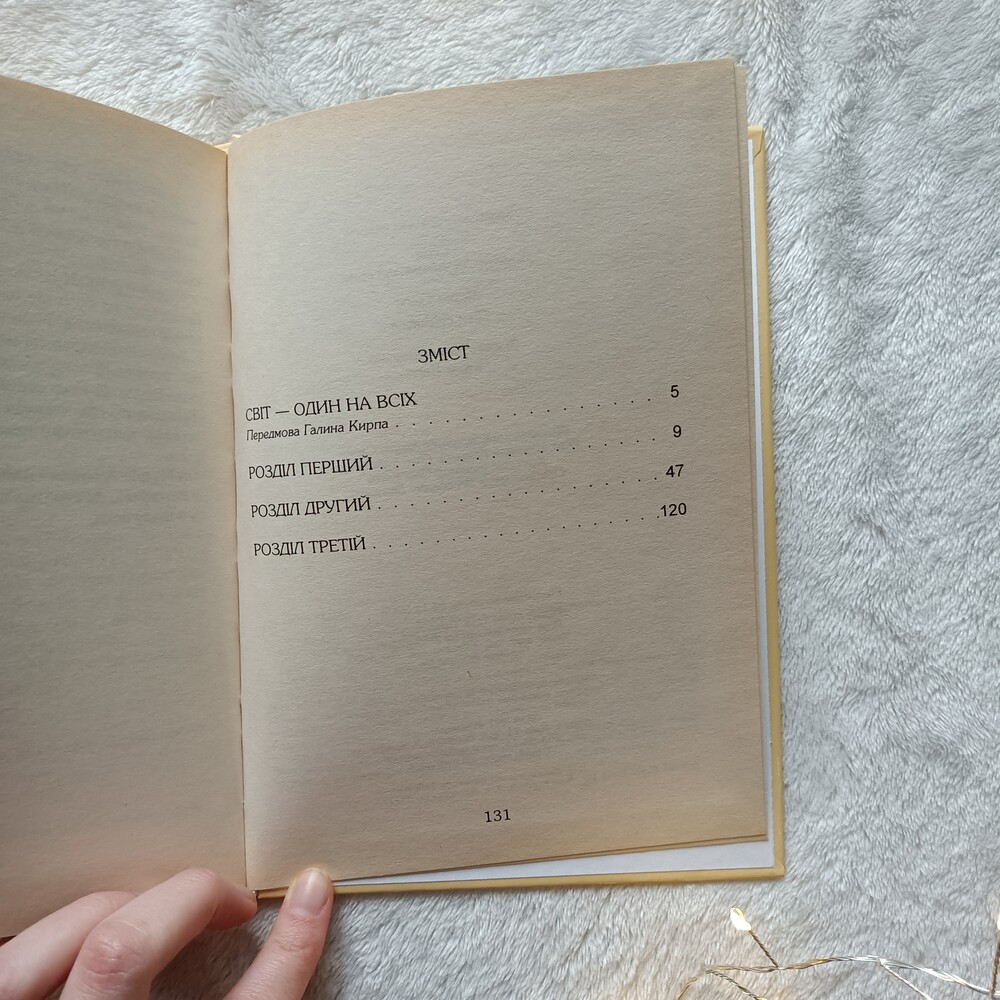 ЗМІСТ
СВІТ — ОДИН НА ВСІХ
Передмова Галина Кирпа . . . . . . . . . . . . . . . . 5
РОЗДІЛ ПЕРШИЙ . . . . . . . . . . . . . . . . . 9
РОЗДІЛ ДРУГИЙ . . . . . . . . . . . . . . . . . 47
РОЗДІЛ ТРЕТІЙ . . . . . . . . . . . . . . . . . 120
131